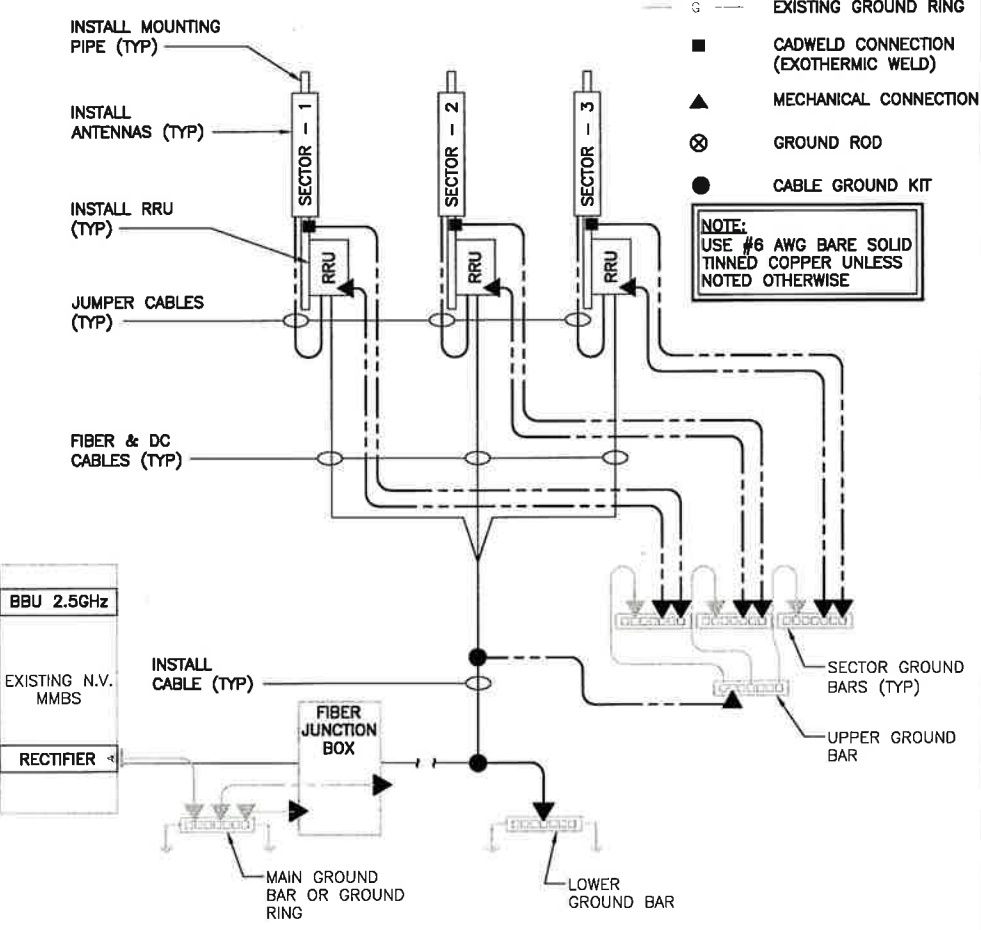 INSTALL MOUNTING
PIPE (TYP)
INSTALL
ANTENNAS (TYP)
INSTALL RRU
(TYP)
JUMPER CABLES
(TYP)
FIBER & DC
CABLES (TYP)
SECTOR - 1
SECTOR - 2
SECTOR - 3
RRU
RRU
RRU
G
EXISTING GROUND RING
CADWELD CONNECTION
(EXOTHERMIC WELD)
MECHANICAL CONNECTION
GROUND ROD
CABLE GROUND KIT
NOTE:
USE #6 AWG BARE SOLID
TINNED COPPER UNLESS
NOTED OTHERWISE
BBU 2.5GHz
EXISTING N.V.
MMBS
RECTIFIER
INSTALL
CABLE (TYP)
FIBER
JUNCTION
BOX
SECTOR GROUND
BARS (TYP)
UPPER GROUND
BAR
MAIN GROUND
BAR OR GROUND
RING
LOWER
GROUND BAR